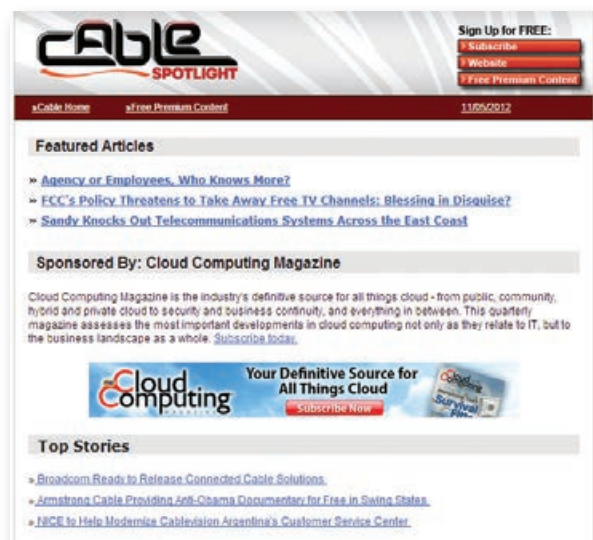 cable
SPOTLIGHT
Sign Up for FREE:
Subscribe
Website
Free Premium Content
»Cable Home »Free Premium Content 11/05/2012
Featured Articles
» Agency or Employees, Who Knows More?
» FCC's Policy Threatens to Take Away Free TV Channels: Blessing in Disguise?
» Sandy Knocks Out Telecommunications Systems Across the East Coast
Sponsored By: Cloud Computing Magazine
Cloud Computing Magazine is the industry's definitive source for all things cloud - from public, community,
hybrid and private cloud to security and business continuity, and everything in between. This quarterly
magazine assesses the most important developments in cloud computing not only as they relate to IT, but to
the business landscape as a whole. Subscribe today.
Cloud
Computing
MAGAZINE
Your Definitive Source for
All Things Cloud
Subscribe Now
Cloud
Computing
Survival
Top Stories
» Broadcom Ready to Release Connected Cable Solutions
» Armstrong Cable Providing Anti-Obama Documentary for Free in Swing States
» NICE to Help Modernize Cablevision Argentina's Customer Service Center